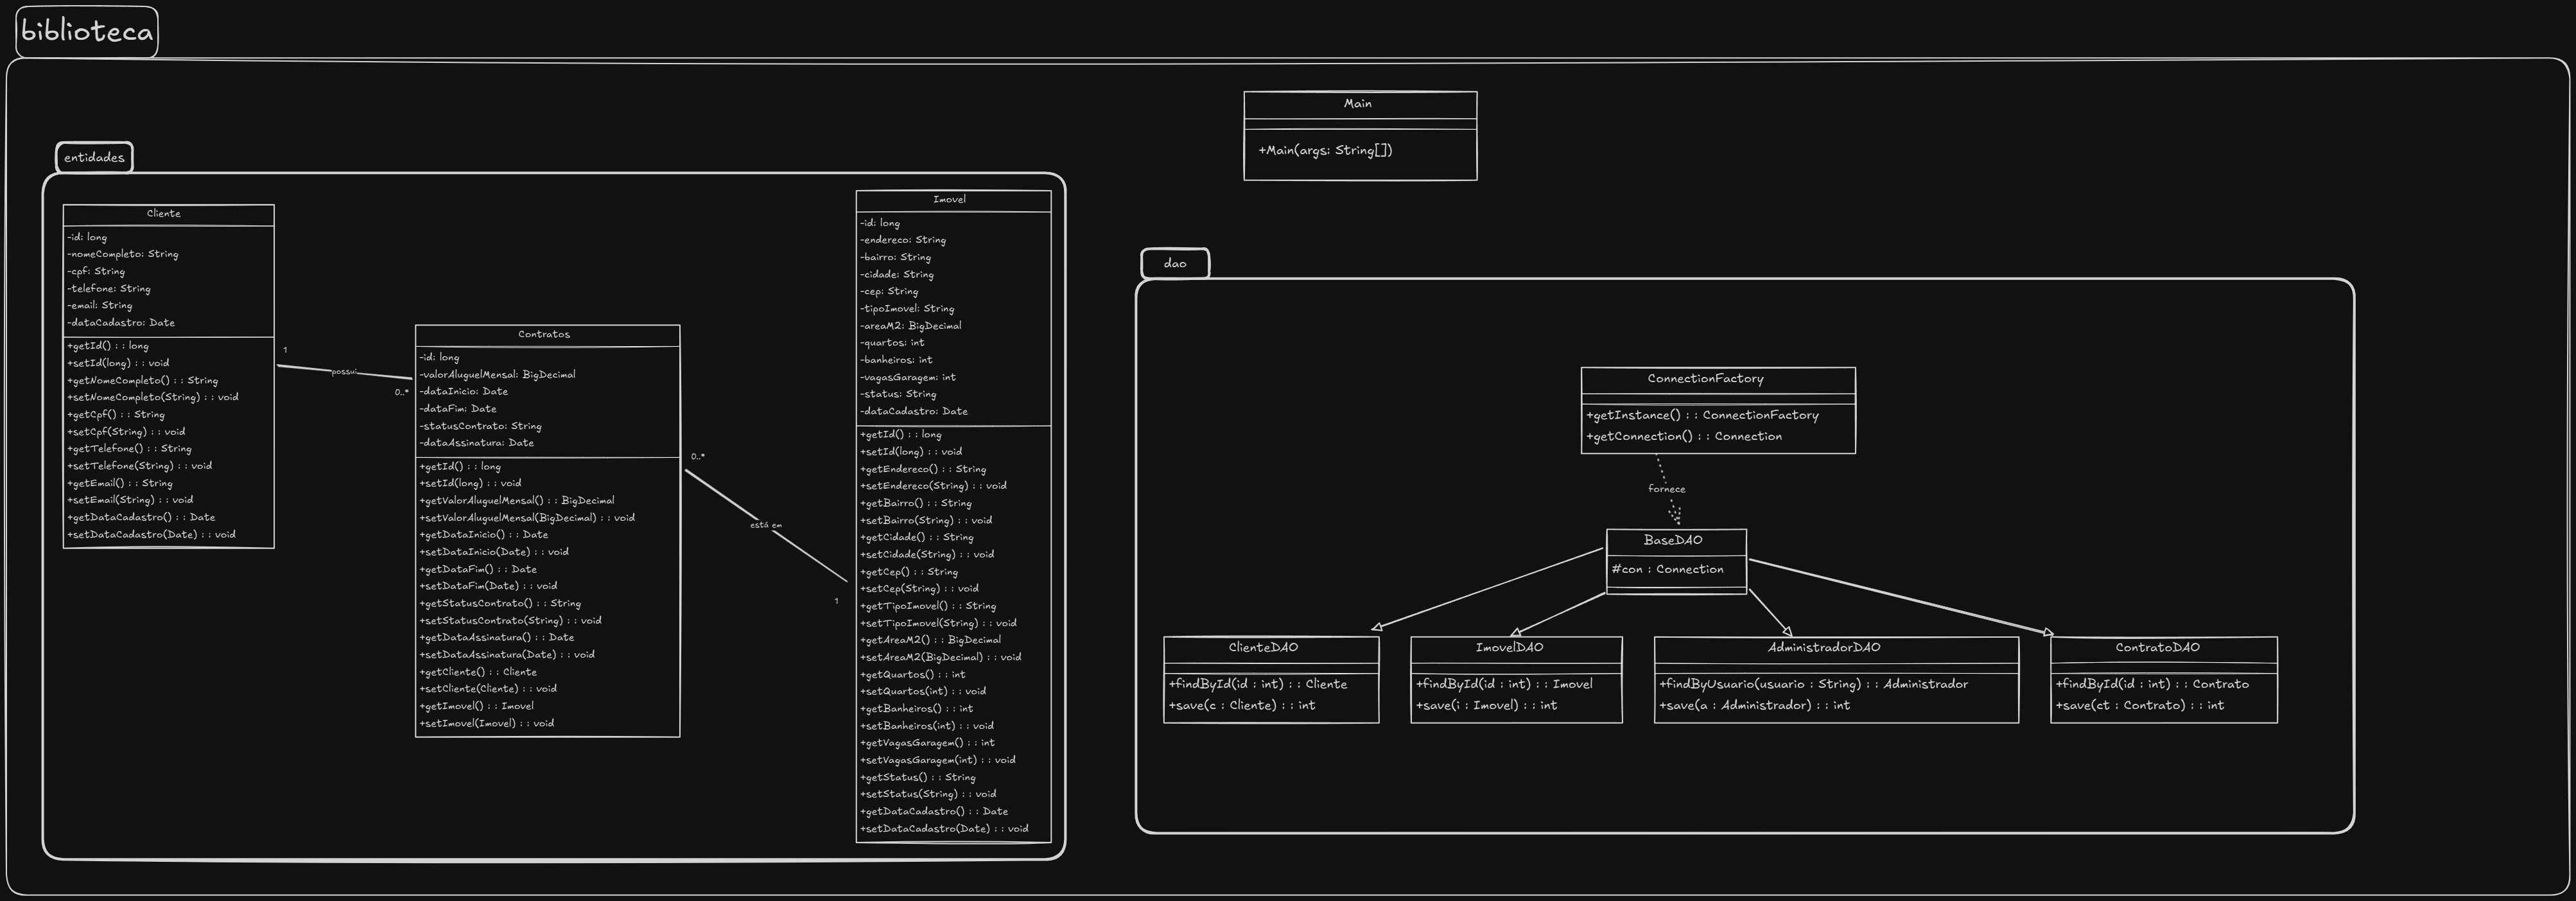 biblioteca
Main
+Main(args: String[])
entidades
Cliente
-id: long
-nomeCompleto: String
-cpf: String
-telefone: String
-email: String
-dataCadastro: Date
+getId() : : long
+setId(long) : : void
+getNomeCompleto() : : String
+setNomeCompleto(String) : : void
+getCpf() : : String
+setCpf(String) : : void
+getTelefone() : : String
+setTelefone(String) : : void
+getEmail() : : String
+setEmail(String) : : void
+getDataCadastro() : : Date
+setDataCadastro(Date) : : void
1
possui
0..*
Contratos
-id: long
-valorAluguelMensal: BigDecimal
-dataInicio: Date
-dataFim: Date
-statusContrato: String
-dataAssinatura: Date
+getId() : : long
+setId(long) : : void
+getValorAluguelMensal() : : BigDecimal
+setValorAluguelMensal(BigDecimal) : : void
+getDataInicio() : : Date
+setDataInicio(Date) : : void
+getDataFim() : : Date
+setDataFim(Date) : : void
+getStatusContrato() : : String
+setStatusContrato(String) : : void
+getDataAssinatura() : : Date
+setDataAssinatura(Date) : : void
+getCliente() : : Cliente
+setCliente(Cliente) : : void
+getImovel() : : Imovel
+setImovel(Imovel) : : void
0..*
está em
1
Imovel
-id: long
-endereco: String
-bairro: String
-cidade: String
-cep: String
-tipoImovel: String
-areaM2: BigDecimal
-quartos: int
-banheiros: int
-vagasGaragem: int
-status: String
-dataCadastro: Date
+getId() : : long
+setId(long) : : void
+getEndereco() : : String
+setEndereco(String) : : void
+getBairro() : : String
+setBairro(String) : : void
+getCidade() : : String
+setCidade(String) : : void
+getCep() : : String
+setCep(String) : : void
+getTipoImovel() : : String
+setTipoImovel(String) : : void
+getAreaM2() : : BigDecimal
+setAreaM2(BigDecimal) : : void
+getQuartos() : : int
+setQuartos(int) : : void
+getBanheiros() : : int
+setBanheiros(int) : : void
+getVagasGaragem() : : int
+setVagasGaragem(int) : : void
+getStatus() : : String
+setStatus(String) : : void
+getDataCadastro() : : Date
+setDataCadastro(Date) : : void
dao
ConnectionFactory
+getInstance() : : ConnectionFactory
+getConnection() : : Connection
fornece
BaseDAO
#con : Connection
ClienteDAO
+findById(id : int) : : Cliente
+save(c : Cliente) : : int
ImovelDAO
+findById(id : int) : : Imovel
+save(i : Imovel) : : int
AdministradorDAO
+findByUsuario(usuario : String) : : Administrador
+save(a : Administrador) : : int
ContratoDAO
+findById(id : int) : : Contrato
+save(ct : Contrato) : : int